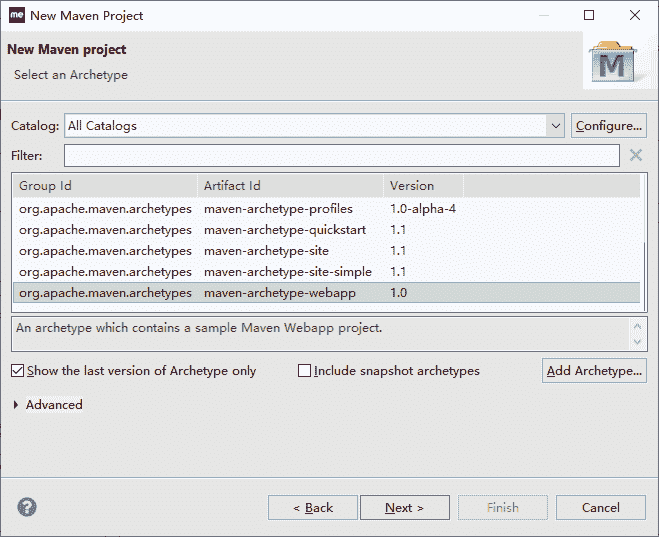 me New Maven Project
New Maven project
Select an Archetype
M
Catalog: All Catalogs Configure...
Filter:
Group Id Artifact Id Version
org.apache.maven.archetypes maven-archetype-profiles 1.0-alpha-4
org.apache.maven.archetypes maven-archetype-quickstart 1.1
org.apache.maven.archetypes maven-archetype-site 1.1
org.apache.maven.archetypes maven-archetype-site-simple 1.1
org.apache.maven.archetypes maven-archetype-webapp 1.0
An archetype which contains a sample Maven Webapp project.
Show the last version of Archetype only Include snapshot archetypes Add Archetype...
Advanced
? < Back Next > Finish Cancel